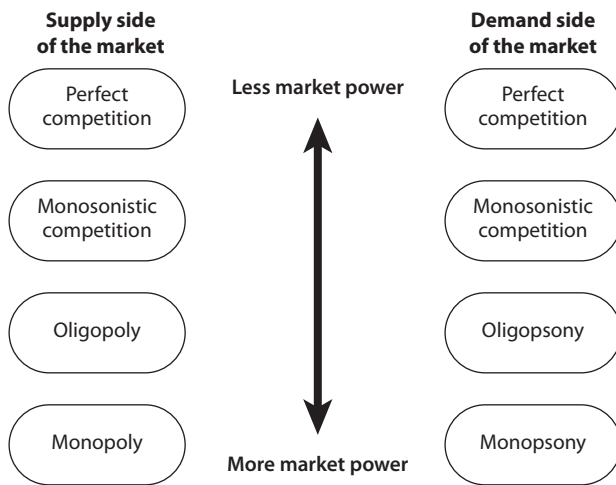 Supply side
of the market
Demand side
of the market
Perfect
competition
Less market power
Perfect
competition
Monosonistic
competition
Monosonistic
competition
Oligopoly
Oligopsony
Monopoly
Monopsony
More market power